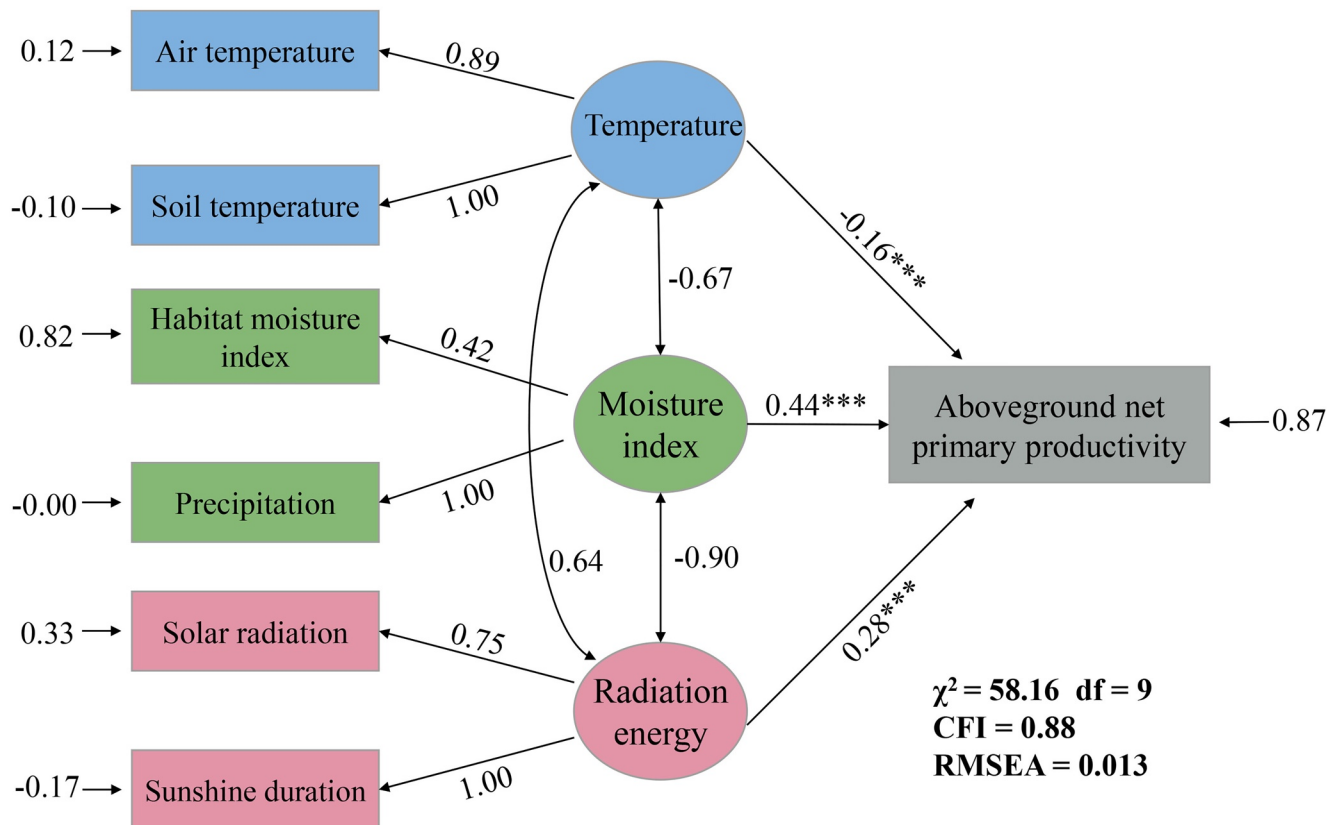 0.12
Air temperature
0.89
Temperature
-0.10
Soil temperature
1.00
-0.16***
-0.67
0.82
Habitat moisture
index
0.42
Moisture
index
0.44***
Aboveground net
primary productivity
0.87
-0.00
Precipitation
1.00
0.64
-0.90
0.33
Solar radiation
0.75
Radiation
energy
0.28***
-0.17
Sunshine duration
1.00
χ² = 58.16 df = 9
CFI = 0.88
RMSEA = 0.013